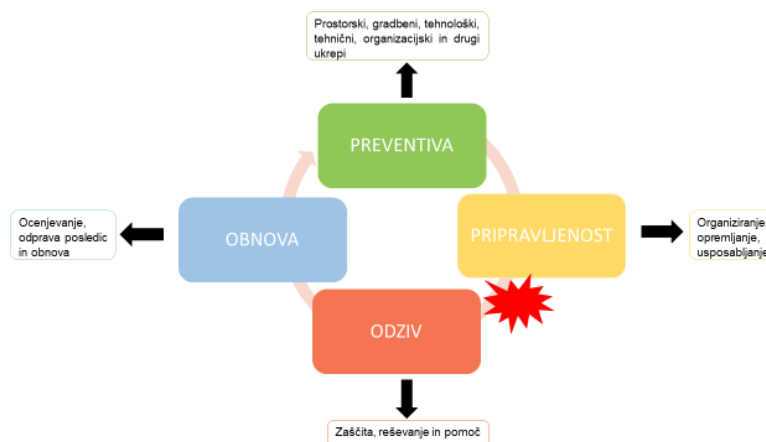 Prostorski, gradbeni, tehnološki,
tehnični, organizacijski in drugi
ukrepi
PREVENTIVA
Ocenjevanje,
odprava posledic
in obnova
OBNOVA
PRIPRAVLJENOST
Organiziranje,
opremljanje,
usposabljanje
ODZIV
Zaščita, reševanje in pomoč